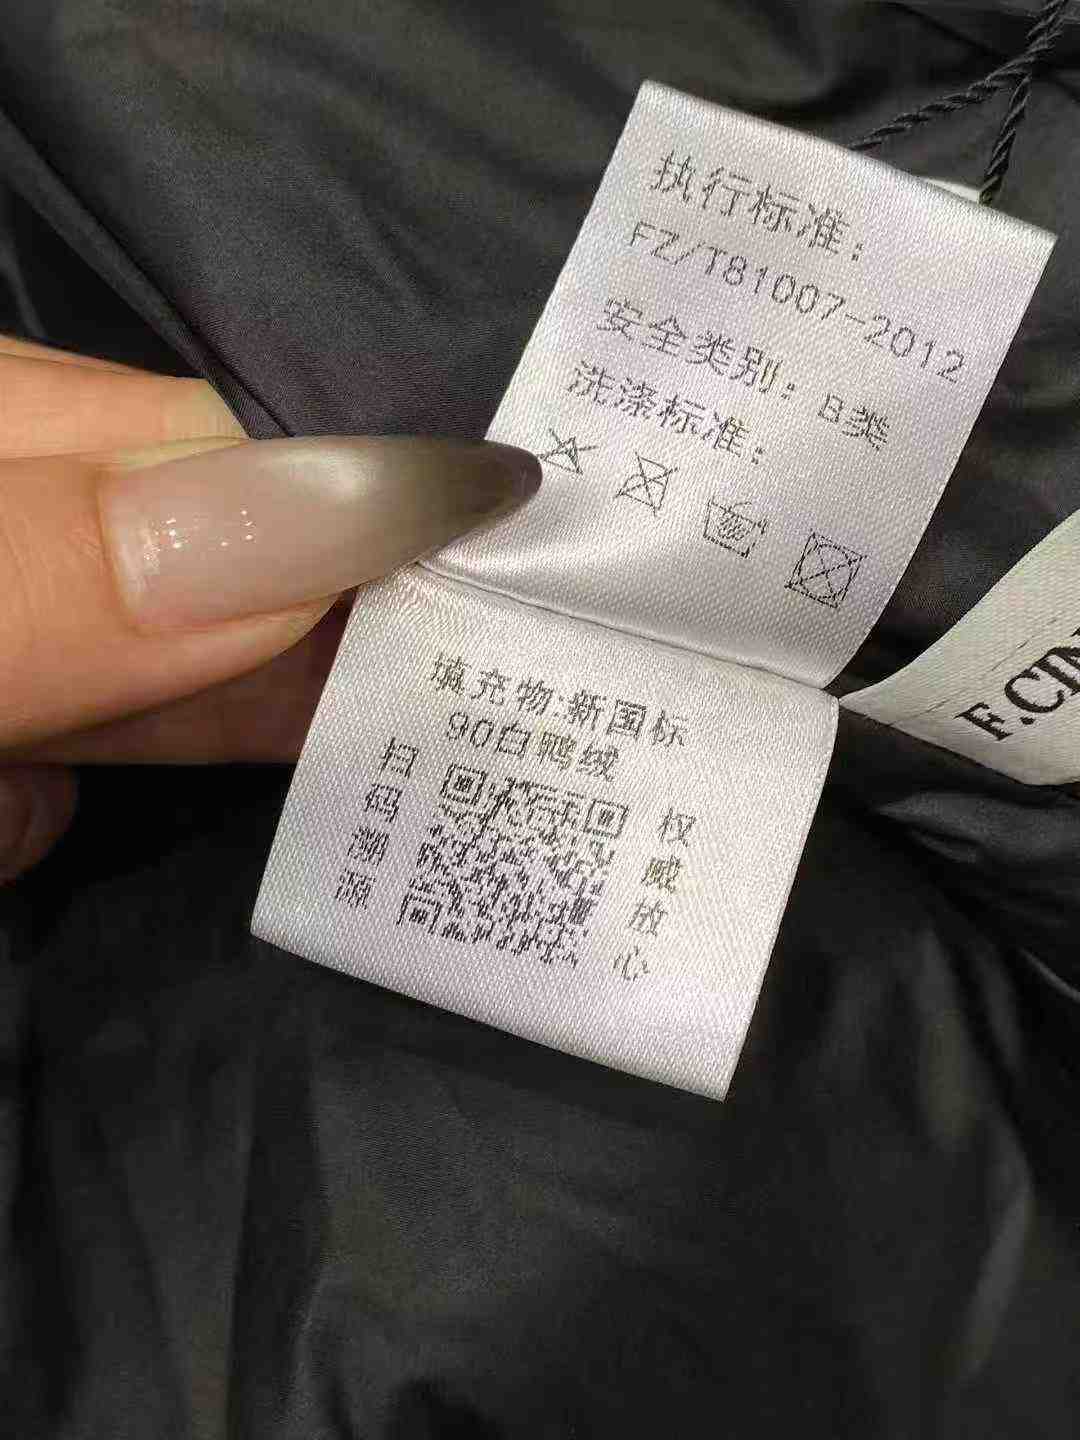 执行标准:
FZ/T81007-2012
安全类别: B类
洗涤标准:
填充物:新国标
90白鸭绒
扫码溯源
权威放心
F.CIN